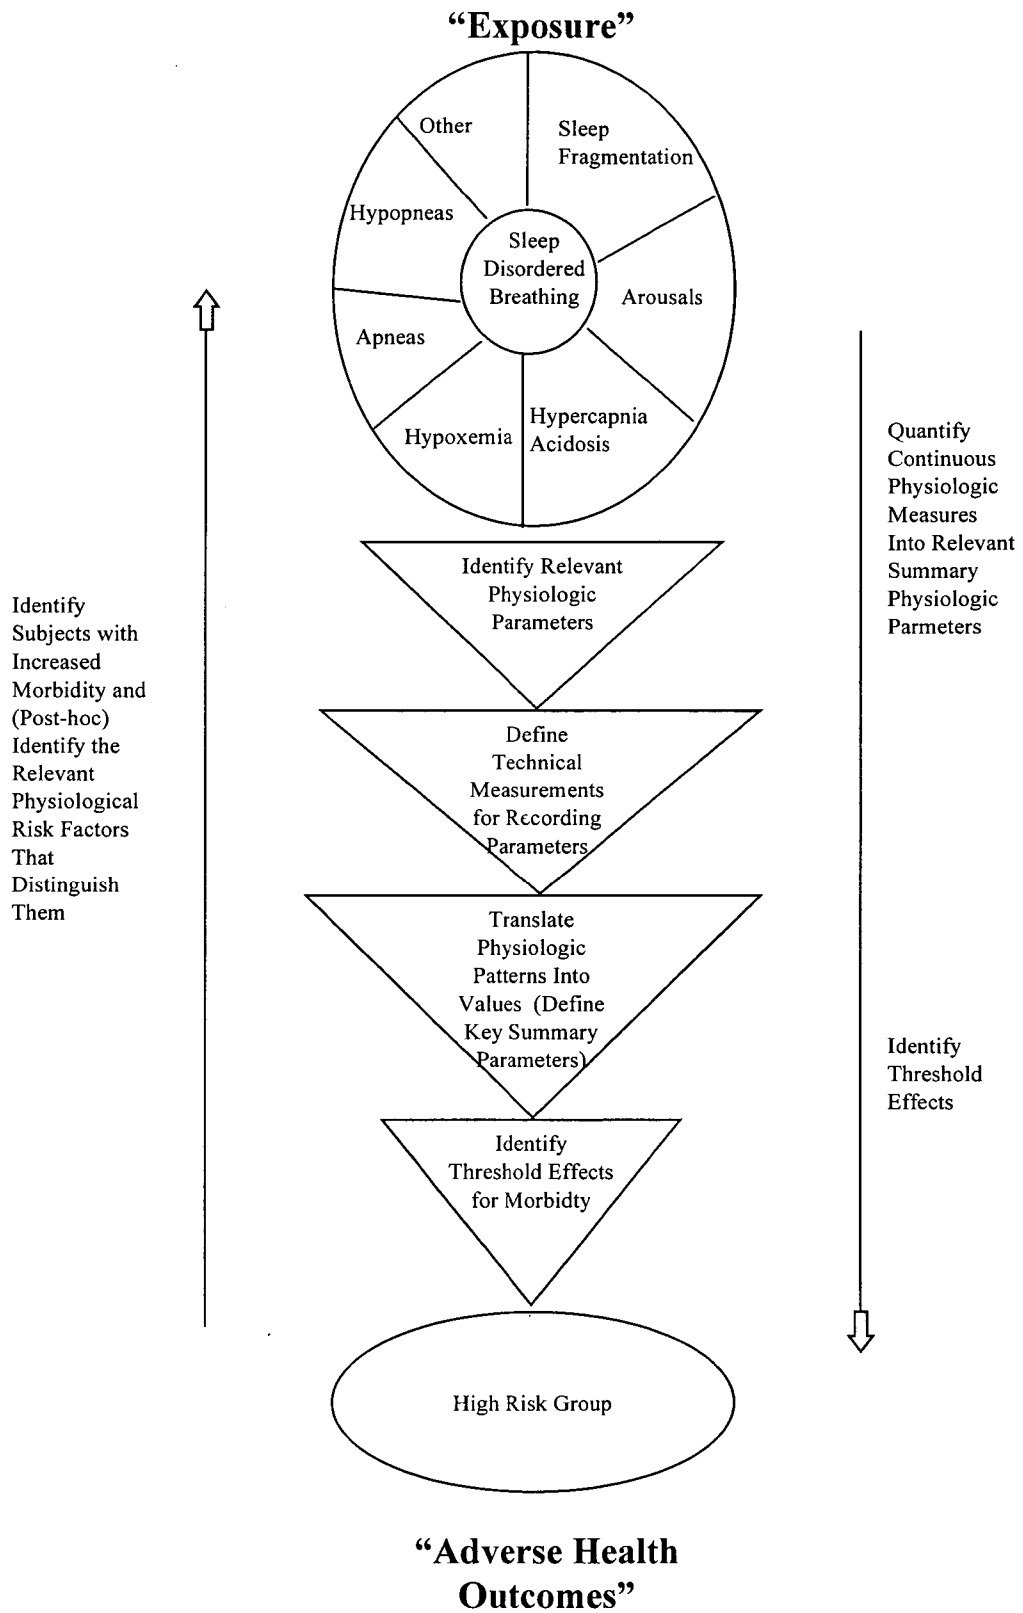 “Exposure”
Other
Sleep
Fragmentation
Hypopneas
Sleep
Disordered
Breathing
Arousals
Apneas
Hypoxemia
Hypercapnia
Acidosis
Identify Relevant
Physiologic
Parameters
Define
Technical
Measurements
for Recording
Parameters
Translate
Physiologic
Patterns Into
Values (Define
Key Summary
Parameters)
Identify
Threshold Effects
for Morbidty
High Risk Group
“Adverse Health
Outcomes”
Identify
Subjects with
Increased
Morbidity and
(Post-hoc)
Identify the
Relevant
Physiological
Risk Factors
That
Distinguish
Them
Quantify
Continuous
Physiologic
Measures
Into Relevant
Summary
Physiologic
Parmeters
Identify
Threshold
Effects